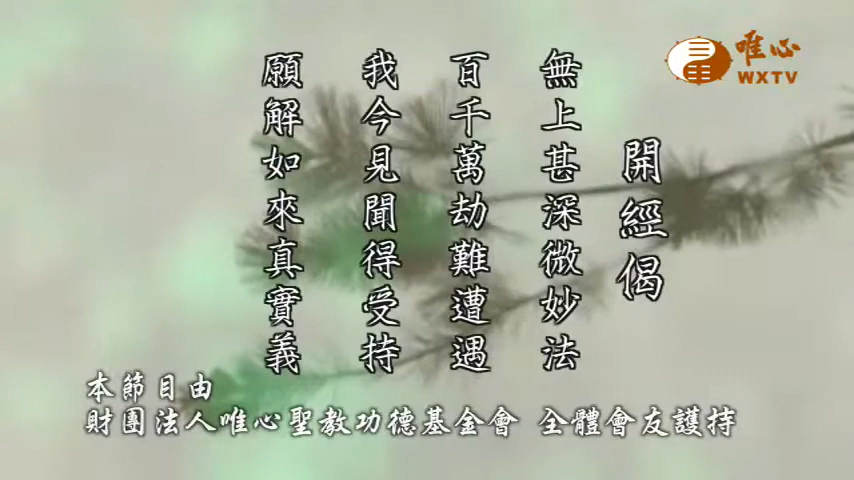 開經偈
無上甚深微妙法
百千萬劫難遭遇
我今見聞得受持
願解如來真實義
本節目由
財團法人唯心聖教功德基金會 全體會友護持
唯心
WXTV